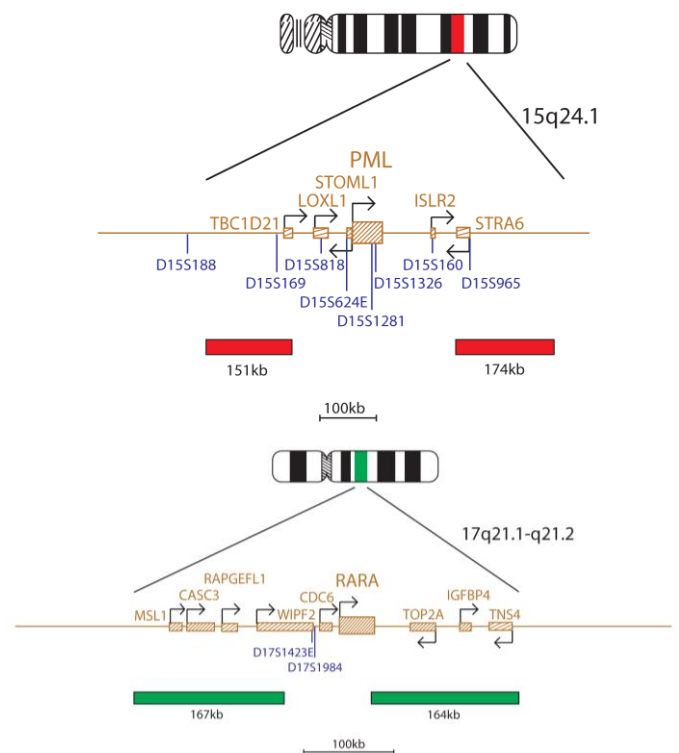 15q24.1
PML
STOML1
LOXL1
ISLR2
TBC1D21
STRA6
D15S188
D15S818
D15S160
D15S169
D15S1326
D15S965
D15S624E
D15S1281
151kb
174kb
100kb
17q21.1-q21.2
RAPGEFL1
RARA
CASC3
CDC6
IGFBP4
MSL1
WIPF2
TOP2A
TNS4
D17S1423E
D17S1984
167kb
164kb
100kb